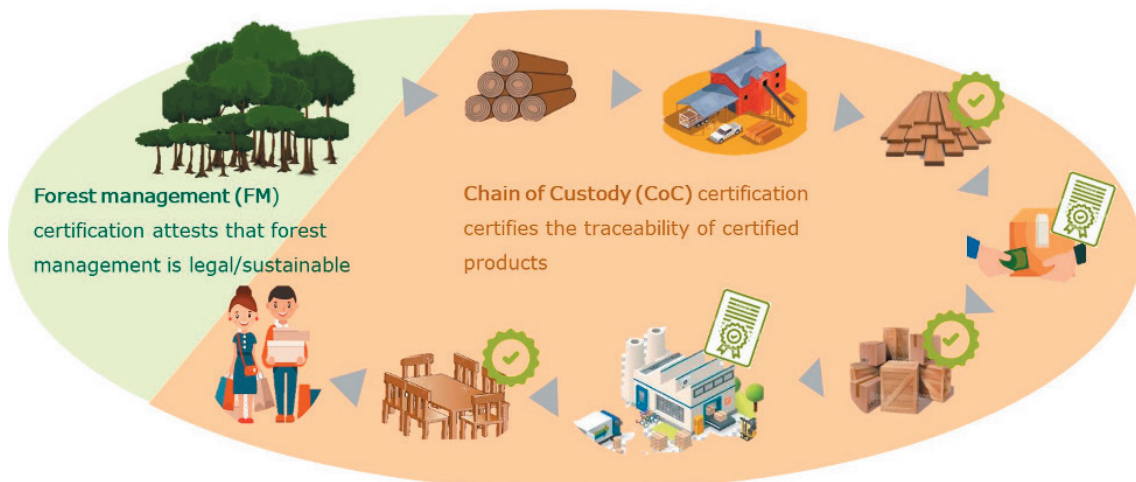 Forest management (FM)
certification attests that forest
management is legal/sustainable
Chain of Custody (CoC) certification
certifies the traceability of certified
products